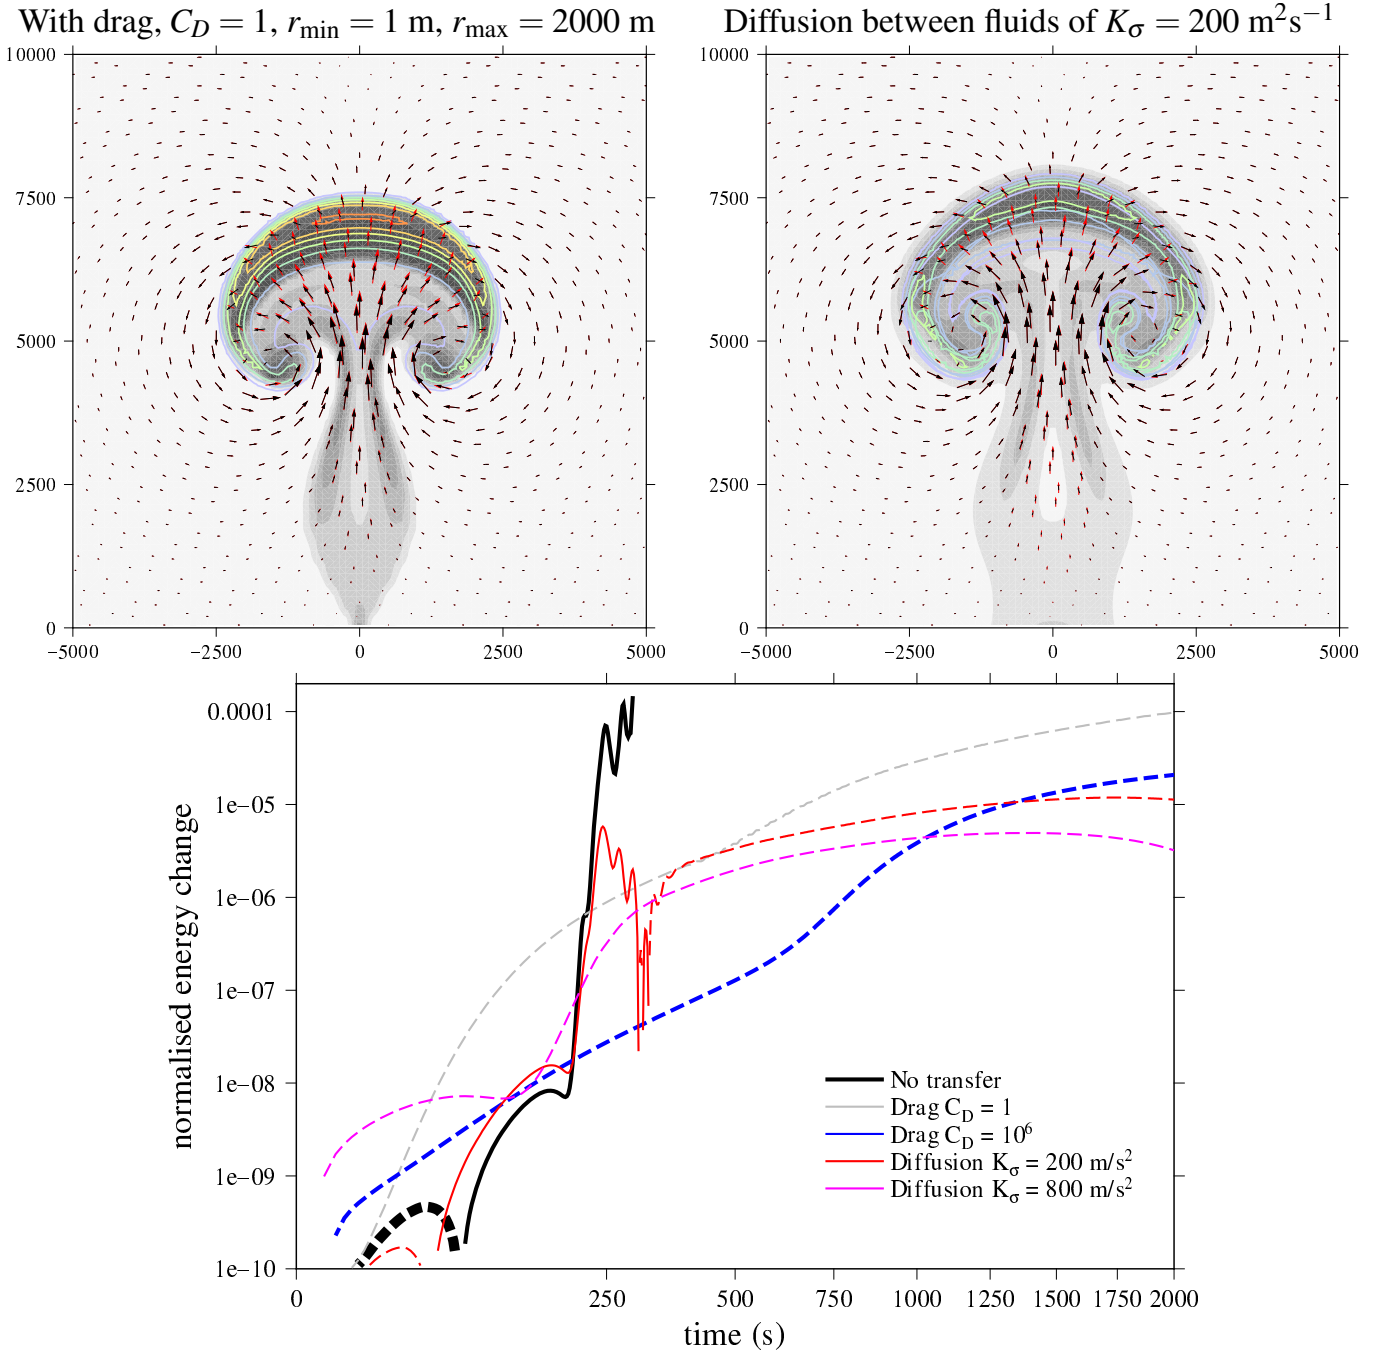 With drag, C_D = 1, r_min = 1 m, r_max = 2000 m
Diffusion between fluids of K_σ = 200 m²s⁻¹
10000
7500
5000
2500
0
−5000 −2500 0 2500 5000
10000
7500
5000
2500
0
−5000 −2500 0 2500 5000
normalised energy change
0.0001
1e−05
1e−06
1e−07
1e−08
1e−09
1e−10
No transfer
Drag C_D = 1
Drag C_D = 10⁶
Diffusion K_σ = 200 m/s²
Diffusion K_σ = 800 m/s²
0 250 500 750 1000 1250 1500 1750 2000
time (s)